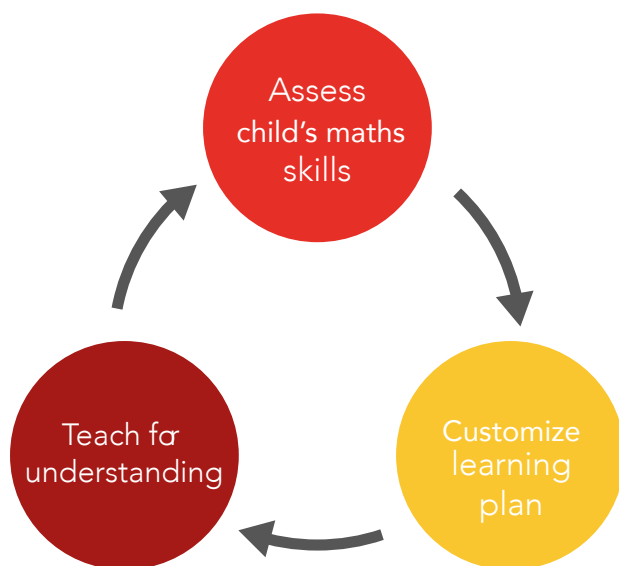 Assess
child's maths
skills
Customize
learning
plan
Teach for
understanding